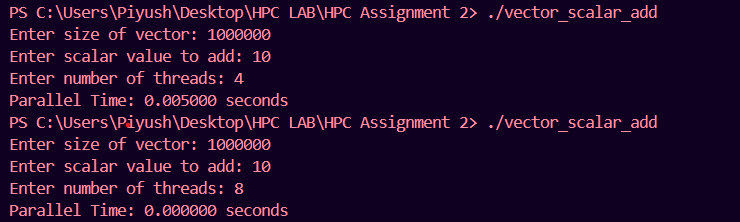 PS C:\Users\Piyush\Desktop\HPC LAB\HPC Assignment 2> ./vector_scalar_add
Enter size of vector: 1000000
Enter scalar value to add: 10
Enter number of threads: 4
Parallel Time: 0.005000 seconds
PS C:\Users\Piyush\Desktop\HPC LAB\HPC Assignment 2> ./vector_scalar_add
Enter size of vector: 1000000
Enter scalar value to add: 10
Enter number of threads: 8
Parallel Time: 0.000000 seconds